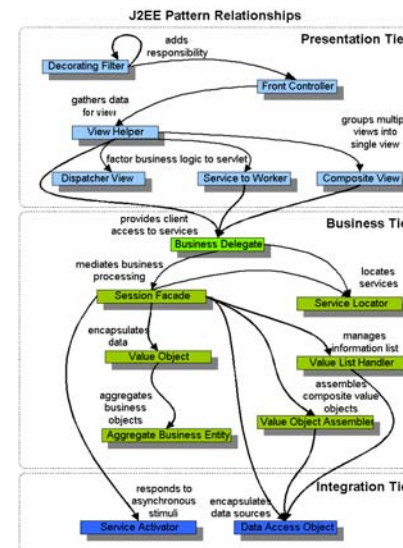 J2EE Pattern Relationships
Presentation Tie
adds
responsibility
Decorating Filter
Front Controller
gathers data
for view
View Helper
groups multip
views into
single view
factor business logic to servlet
Dispatcher View
Service to Worker
Composite View
provides client
access to services
Business Tie
Business Delegate
mediates business
processing
locates
services
Session Facade
Service Locator
encapsulates
data
manages
information list
Value Object
Value List Handler
assembles
composite value
objects
aggregates
business
objects
Value Object Assembler
Aggregate Business Entity
Integration Tie
responds to
asynchronous
stimuli
encapsulates
data sources
Service Activator
Data Access Object